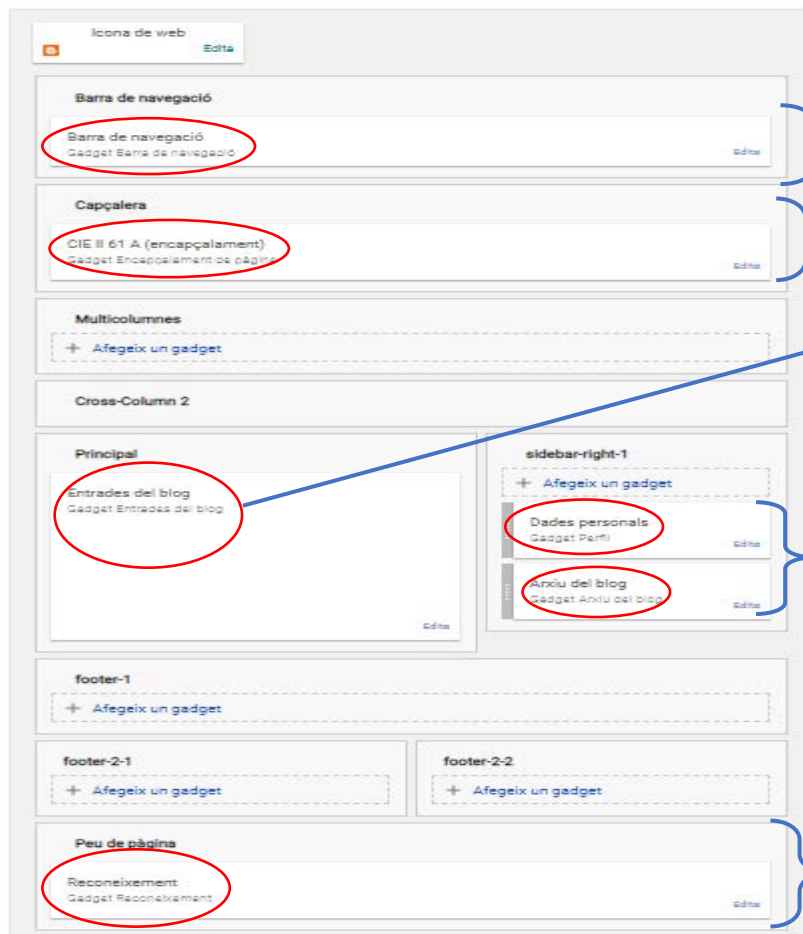 Icona de web
Edita
Barra de navegació
Barra de navegació
Gadget Barra de navegació
Edita
Capçalera
CIE II 61 A (encapçalament)
Gadget Encapçalament de pàgina
Edita
Multicolumnes
+ Afegeix un gadget
Cross-Column 2
Principal
Entrades del blog
Gadget Entrades del blog
Edita
sidebar-right-1
+ Afegeix un gadget
Dades personals
Gadget Perfil
Edita
Arxiu del blog
Gadget Arxiu del blog
Edita
footer-1
+ Afegeix un gadget
footer-2-1
+ Afegeix un gadget
footer-2-2
+ Afegeix un gadget
Peu de pàgina
Reconeixement
Gadget Reconeixement
Edita